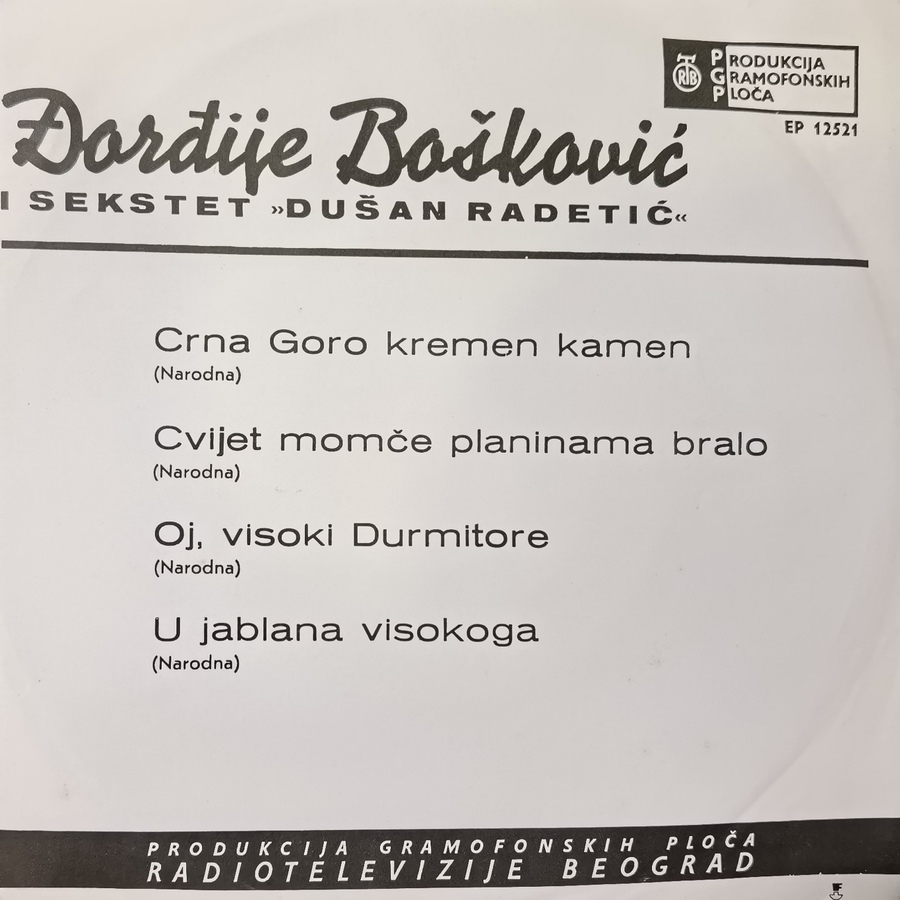 PRODUKCIJA
GRAMOFONSKIH
PLOČA
RTB
EP 12521
Đorđije Bošković
I SEKSTET »DUŠAN RADETIĆ«
Crna Goro kremen kamen
(Narodna)
Cvijet momče planinama bralo
(Narodna)
Oj, visoki Durmitore
(Narodna)
U jablana visokoga
(Narodna)
PRODUKCIJA GRAMOFONSKIH PLOČA
RADIOTELEVIZIJE BEOGRAD